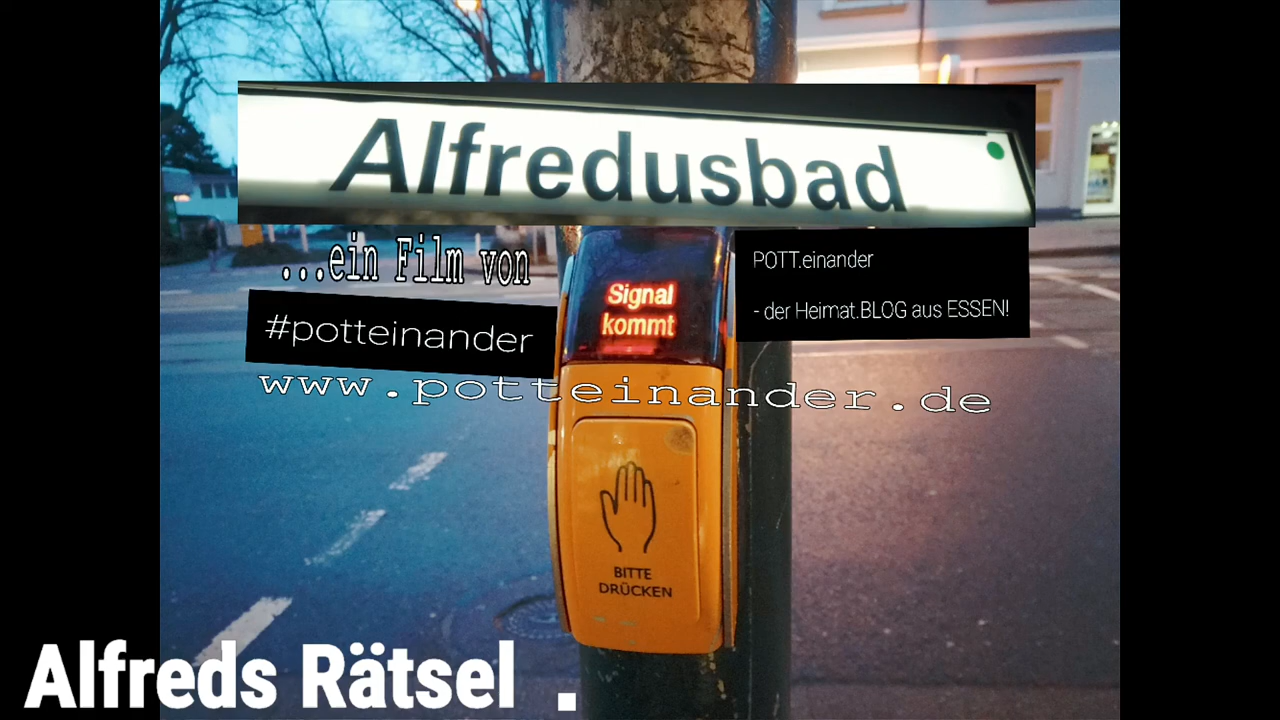 Alfredusbad
...ein Film von
#potteinander
POTT.einander
- der Heimat.BLOG aus ESSEN!
Signal
kommt
www.potteinander.de
BITTE
DRÜCKEN
Alfreds Rätsel .